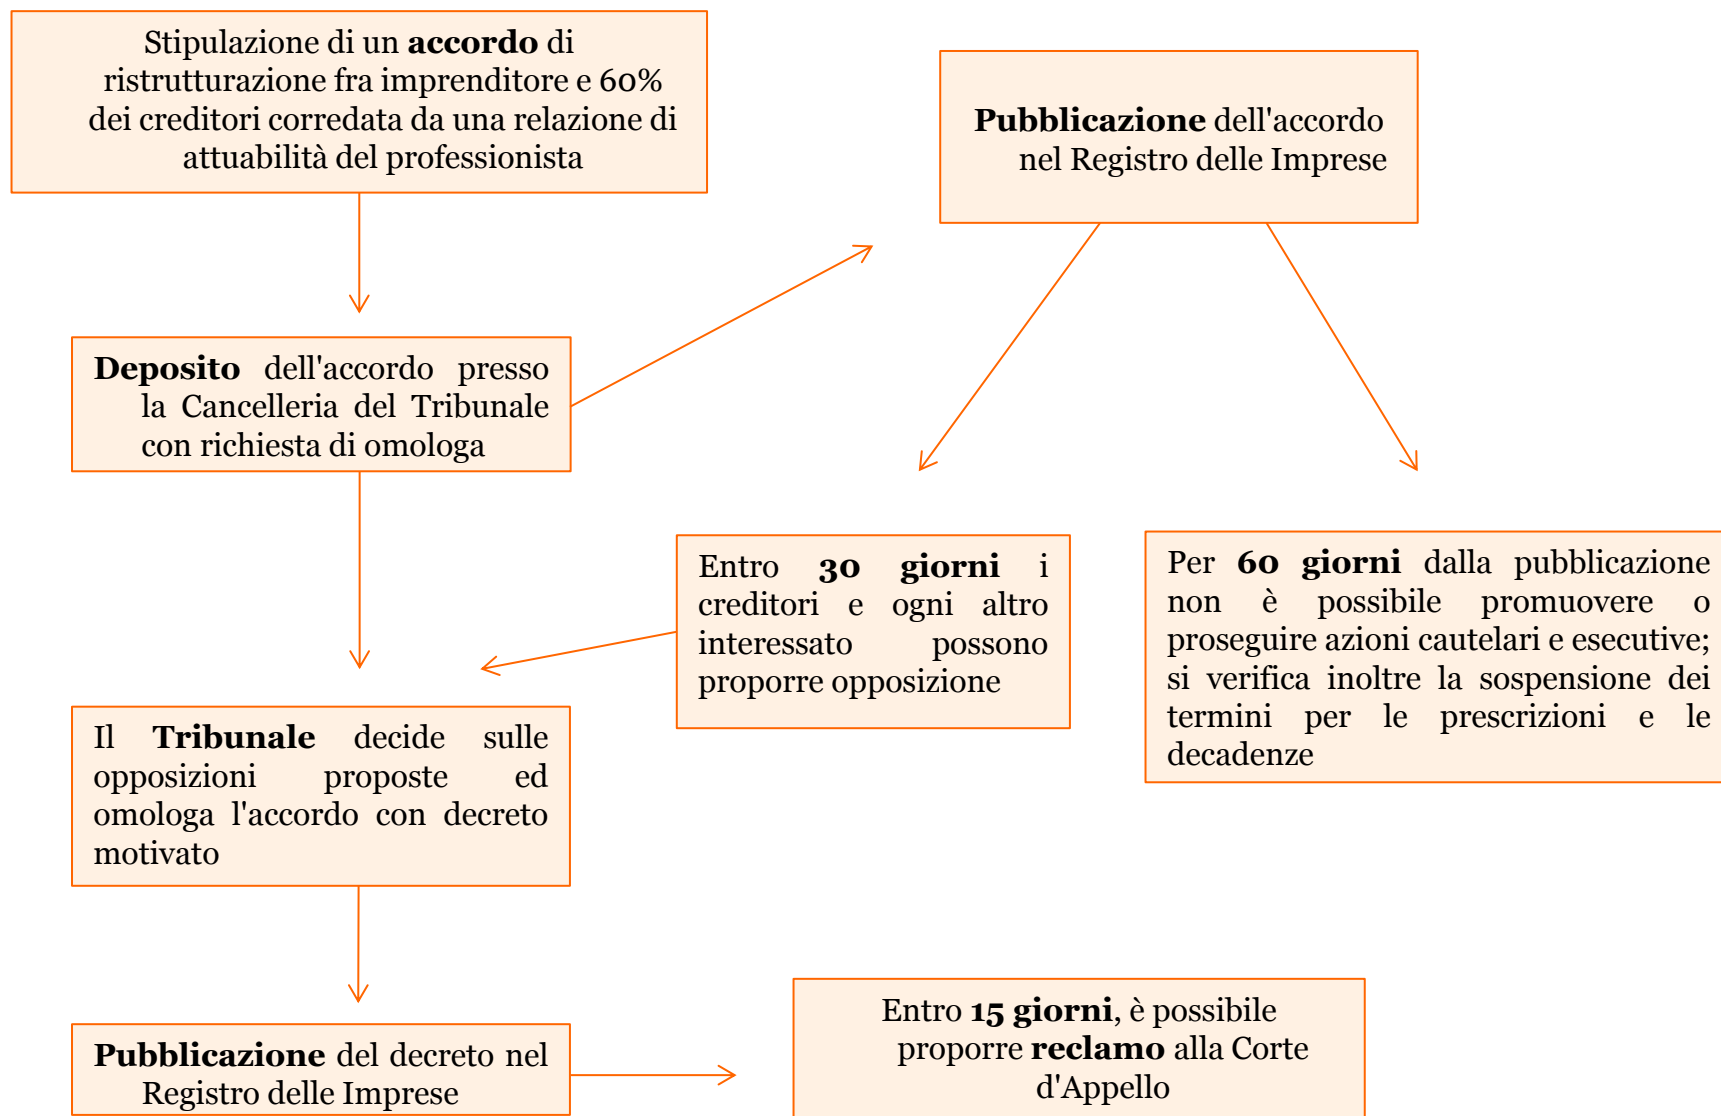 Stipulazione di un accordo di
ristrutturazione fra imprenditore e 60%
dei creditori corredata da una relazione di
attuabilità del professionista
Pubblicazione dell'accordo
nel Registro delle Imprese
Deposito dell'accordo presso
la Cancelleria del Tribunale
con richiesta di omologa
Entro 30 giorni i
creditori e ogni altro
interessato possono
proporre opposizione
Per 60 giorni dalla pubblicazione
non è possibile promuovere o
proseguire azioni cautelari e esecutive;
si verifica inoltre la sospensione dei
termini per le prescrizioni e le
decadenze
Il Tribunale decide sulle
opposizioni proposte ed
omologa l'accordo con decreto
motivato
Pubblicazione del decreto nel
Registro delle Imprese
Entro 15 giorni, è possibile
proporre reclamo alla Corte
d'Appello